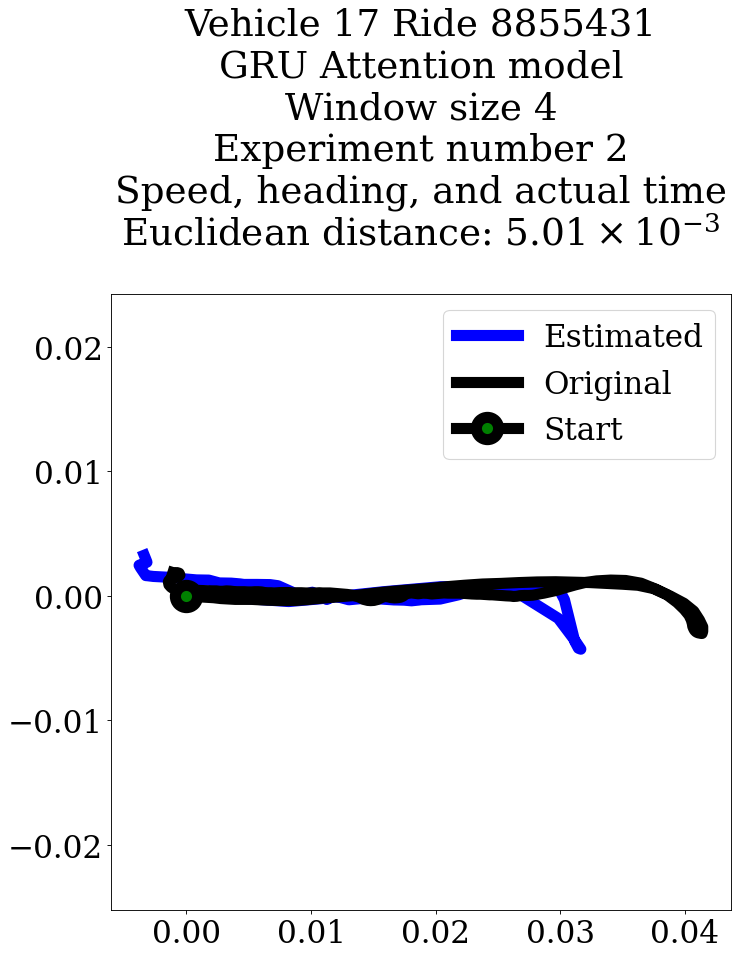 Vehicle 17 Ride 8855431
GRU Attention model
Window size 4
Experiment number 2
Speed, heading, and actual time
Euclidean distance: 5.01 × 10⁻³
Estimated
Original
Start
0.02
0.01
0.00
−0.01
−0.02
0.00 0.01 0.02 0.03 0.04